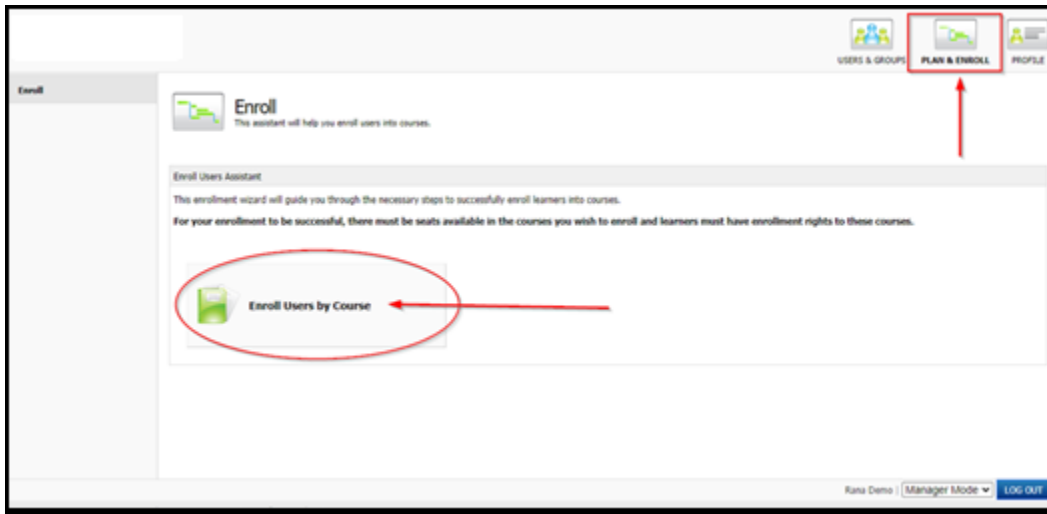 USERS & GROUPS
PLAN & ENROLL
PROFILE
Enroll
Enroll
This assistant will help you enroll users into courses.
Enroll Users Assistant
This enrollment wizard will guide you through the necessary steps to successfully enroll learners into courses.
For your enrollment to be successful, there must be seats available in the courses you wish to enroll and learners must have enrollment rights to these courses.
Enroll Users by Course
Rana Demo | Manager Mode LOG OUT